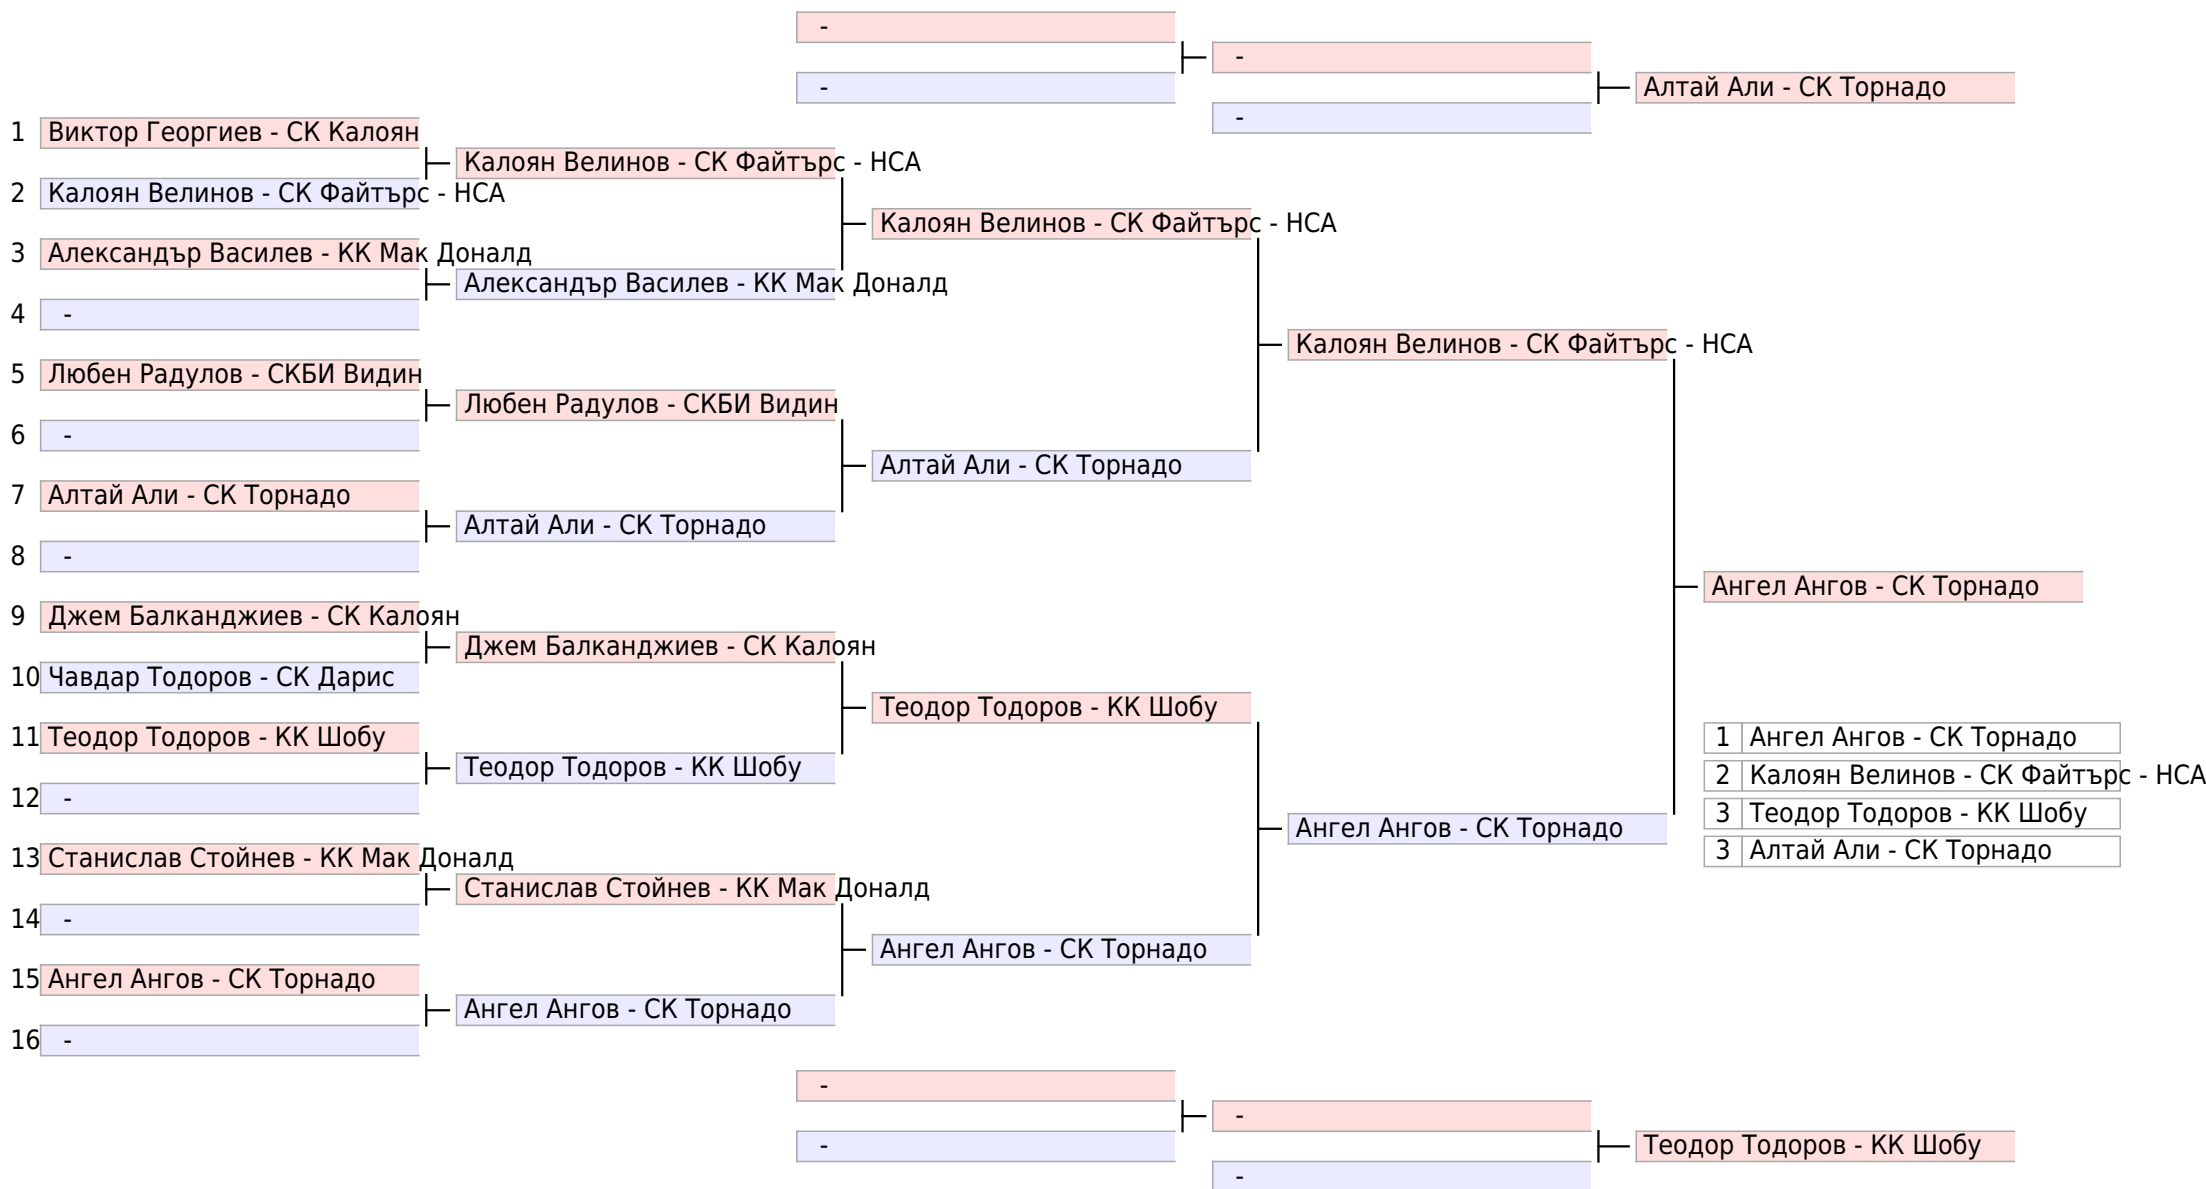 -
-
-
-
Алтай Али - СК Торнадо
1 Виктор Георгиев - СК Калоян
2 Калоян Велинов - СК Файтърс - НСА
3 Александър Василев - КК Мак Доналд
4 -
5 Любен Радулов - СКБИ Видин
6 -
7 Алтай Али - СК Торнадо
8 -
9 Джем Балканджиев - СК Калоян
10 Чавдар Тодоров - СК Дарис
11 Теодор Тодоров - КК Шобу
12 -
13 Станислав Стойнев - КК Мак Доналд
14 -
15 Ангел Ангов - СК Торнадо
16 -
Калоян Велинов - СК Файтърс - НСА
Александър Василев - КК Мак Доналд
Любен Радулов - СКБИ Видин
Алтай Али - СК Торнадо
Джем Балканджиев - СК Калоян
Теодор Тодоров - КК Шобу
Станислав Стойнев - КК Мак Доналд
Ангел Ангов - СК Торнадо
Калоян Велинов - СК Файтърс - НСА
Алтай Али - СК Торнадо
Теодор Тодоров - КК Шобу
Ангел Ангов - СК Торнадо
Калоян Велинов - СК Файтърс - НСА
Ангел Ангов - СК Торнадо
Ангел Ангов - СК Торнадо
1 Ангел Ангов - СК Торнадо
2 Калоян Велинов - СК Файтърс - НСА
3 Теодор Тодоров - КК Шобу
3 Алтай Али - СК Торнадо
-
-
-
-
Теодор Тодоров - КК Шобу